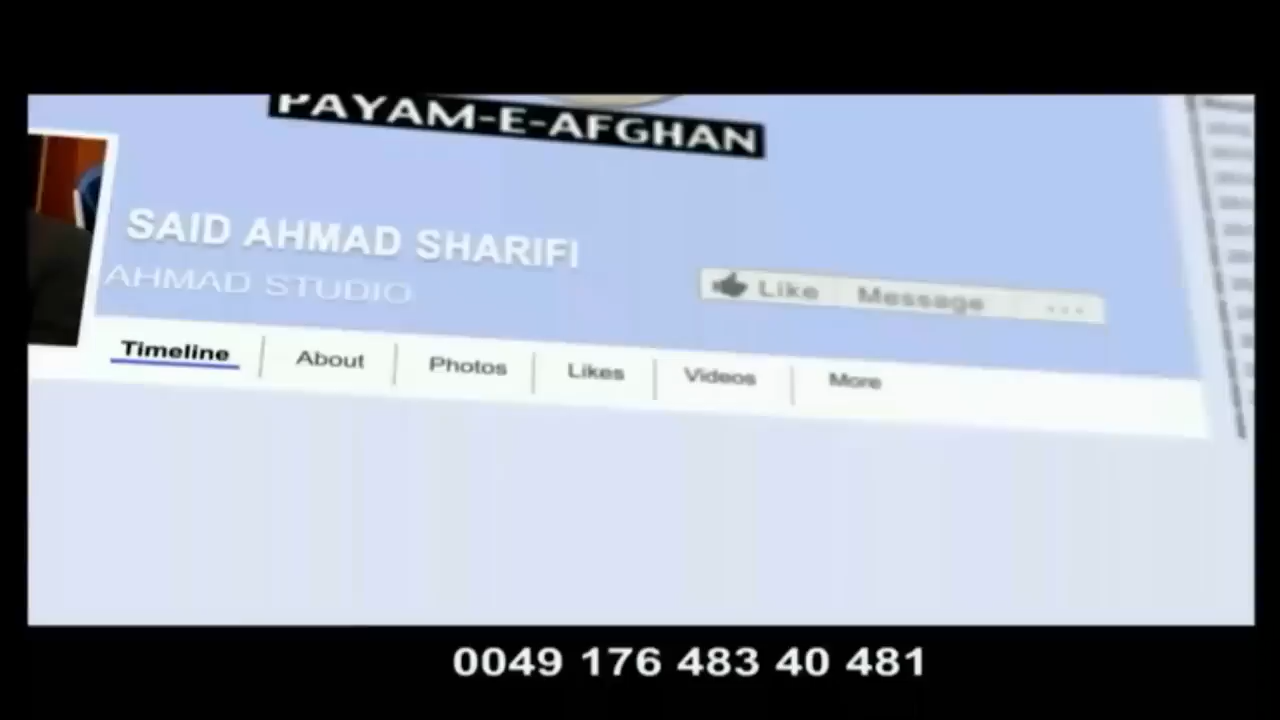 PAYAM-E-AFGHAN
SAID AHMAD SHARIFI
AHMAD STUDIO
Like Message ...
Timeline About Photos Likes Videos More
0049 176 483 40 481